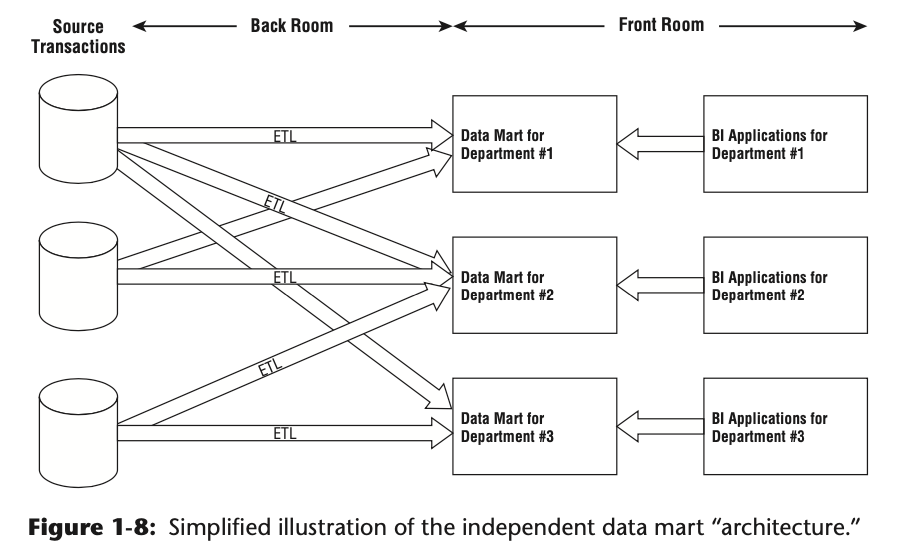 Source
Transactions
Back Room
Front Room
ETL
Data Mart for
Department #1
BI Applications for
Department #1
ETL
ETL
Data Mart for
Department #2
BI Applications for
Department #2
ETL
ETL
Data Mart for
Department #3
BI Applications for
Department #3
Figure 1-8: Simplified illustration of the independent data mart “architecture.”